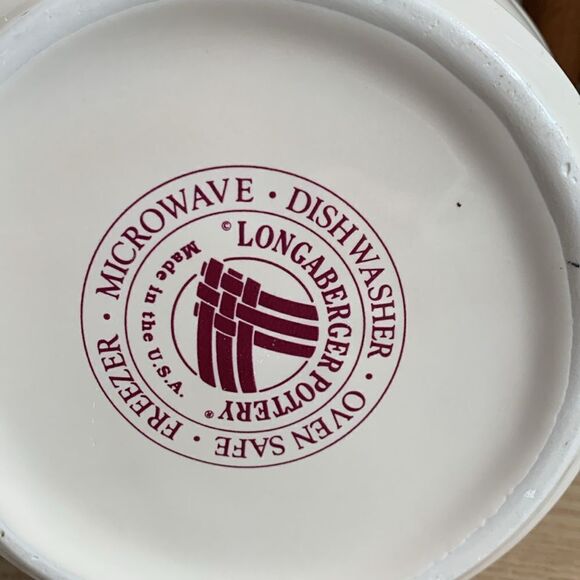 MICROWAVE · DISHWASHER · OVEN SAFE · FREEZER ·
© LONGABERGER POTTERY ®
Made in the U.S.A.